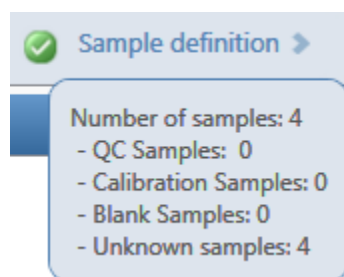 Sample definition
Number of samples: 4
- QC Samples:  0
- Calibration Samples: 0
- Blank Samples: 0
- Unknown samples: 4